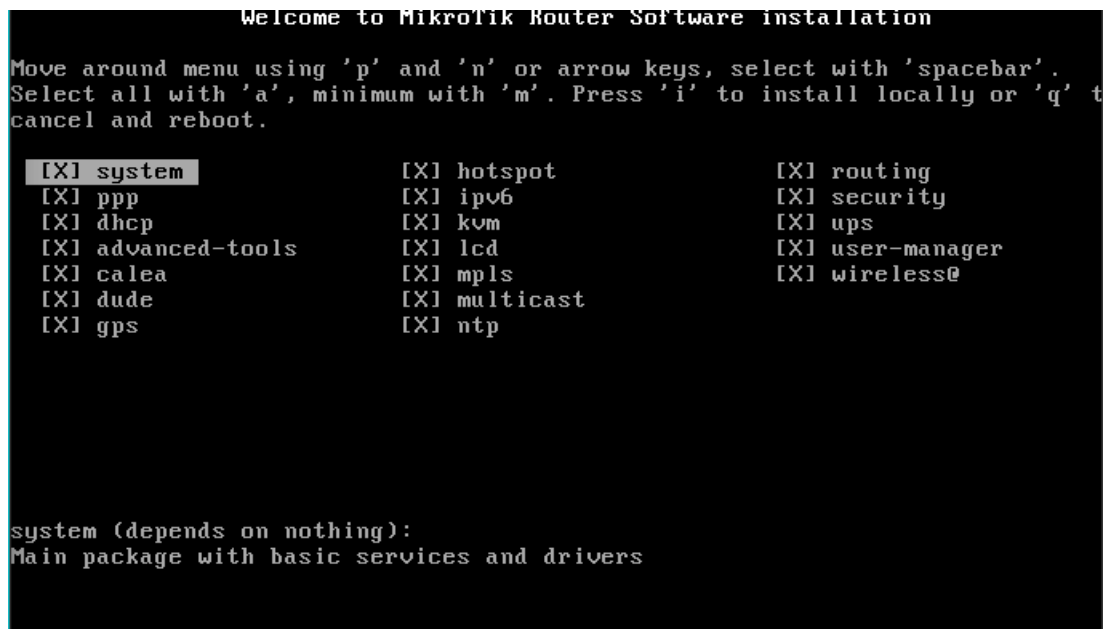 Welcome to MikroTik Router Software installation
Move around menu using 'p' and 'n' or arrow keys, select with 'spacebar'.
Select all with 'a', minimum with 'm'. Press 'i' to install locally or 'q' t
cancel and reboot.
[X] system [X] hotspot [X] routing
[X] ppp [X] ipv6 [X] security
[X] dhcp [X] kvm [X] ups
[X] advanced-tools [X] lcd [X] user-manager
[X] calea [X] mpls [X] wireless@
[X] dude [X] multicast
[X] gps [X] ntp
system (depends on nothing):
Main package with basic services and drivers